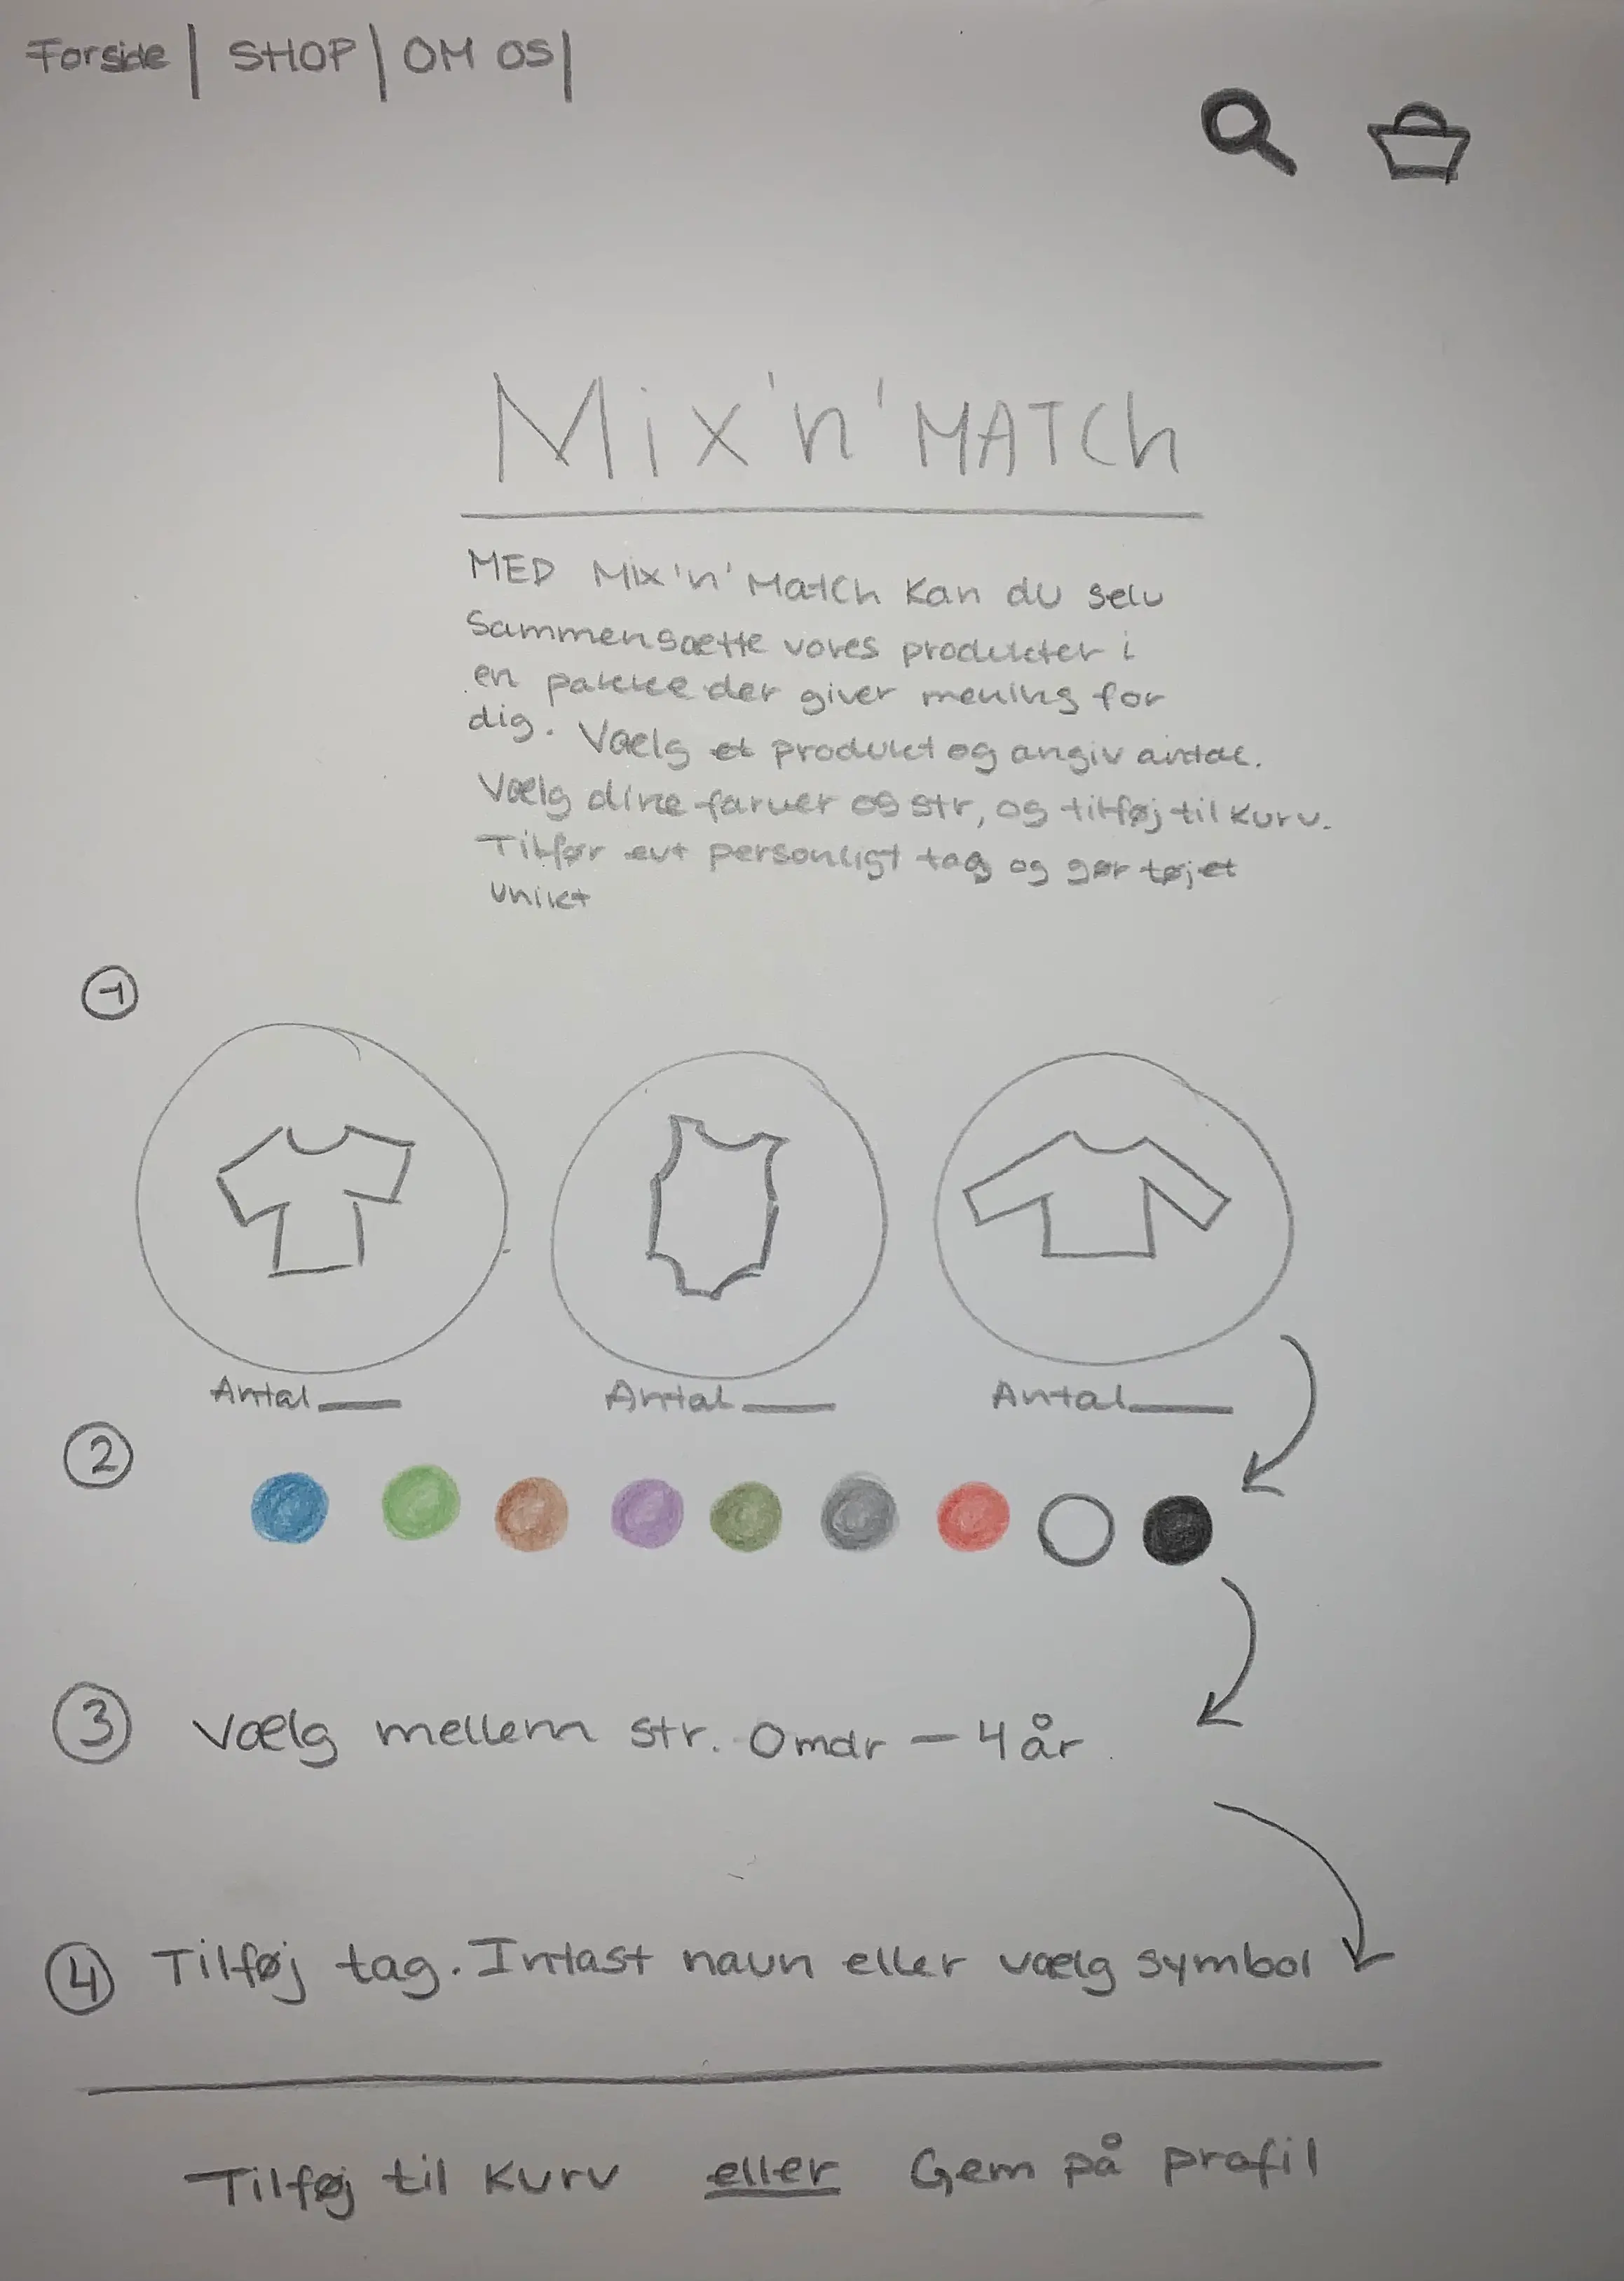 Forside | SHOP | OM OS |
Mix'n'MATCh
MED Mix'n'Match kan du selv
sammensætte vores produkter i
en pakke der giver mening for
dig. Vælg et produkt og angiv antal.
Vælg dine farver og str, og tilføj til kurv.
Tilfør evt personligt tag og gør tøjet
unikt
1
Antal___ Antal___ Antal___
2
3 Vælg mellem str. 0mdr – 4 år
4 Tilføj tag. Intast navn eller vælg symbol
Tilføj til kurv eller Gem på profil